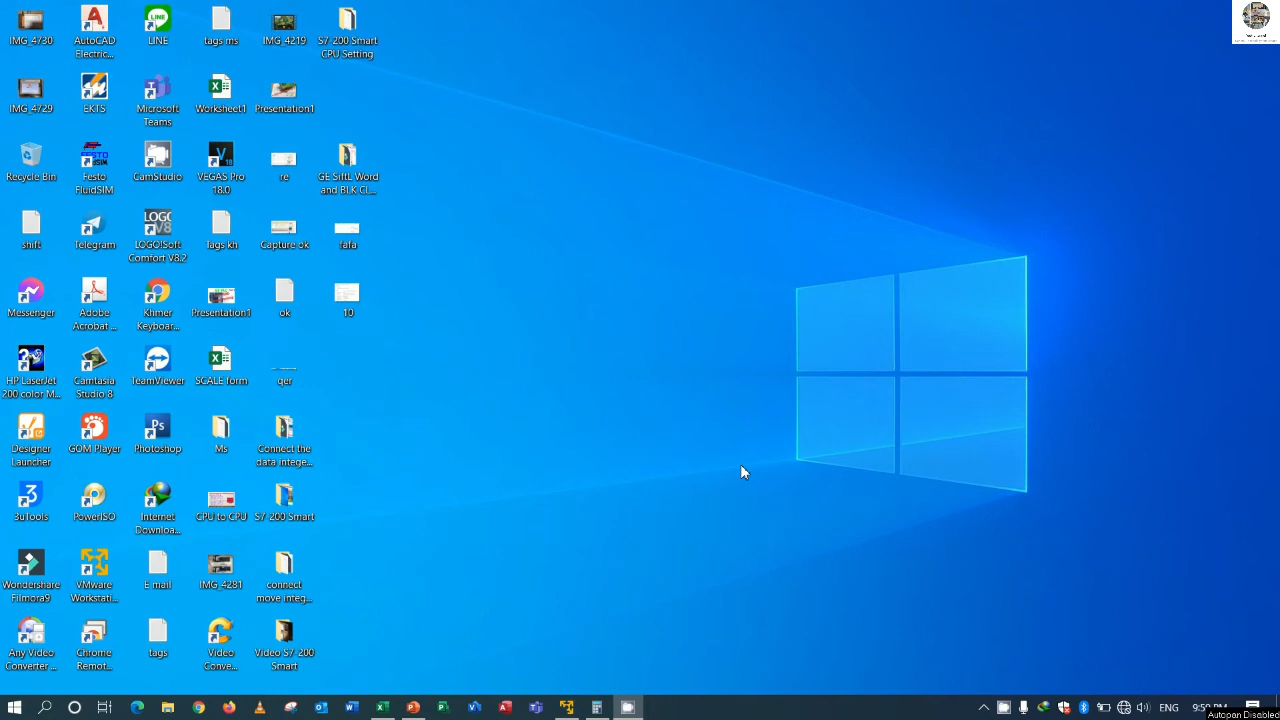 IMG_4730
AutoCAD
Electric...
LINE
tags ms
IMG_4219
S7-200 Smart
CPU Setting
IMG_4729
EKTS
Microsoft
Teams
Worksheet1
Presentation1
Recycle Bin
Festo
FluidSIM
CamStudio
VEGAS Pro
18.0
re
GE SiftL Word
and BLK Cl...
shift
Telegram
LOGO!Soft
Comfort V8.2
Tags kh
Capture ok
fafa
Messenger
Adobe
Acrobat ...
Khmer
Keyboar...
Presentation1
ok
10
HP LaserJet
200 color M...
Camtasia
Studio 8
TeamViewer
SCALE form
qer
Designer
Launcher
GOM Player
Photoshop
Ms
Connect the
data intege...
3uTools
PowerISO
Internet
Downloa...
CPU to CPU
S7-200 Smart
Wondershare
Filmora9
VMware
Workstati...
E mail
IMG_4281
connect
move integ...
Any Video
Converter ...
Chrome
Remot...
tags
Video
Conve...
Video S7-200
Smart
ENG
9:59 PM
Autopan Disabled